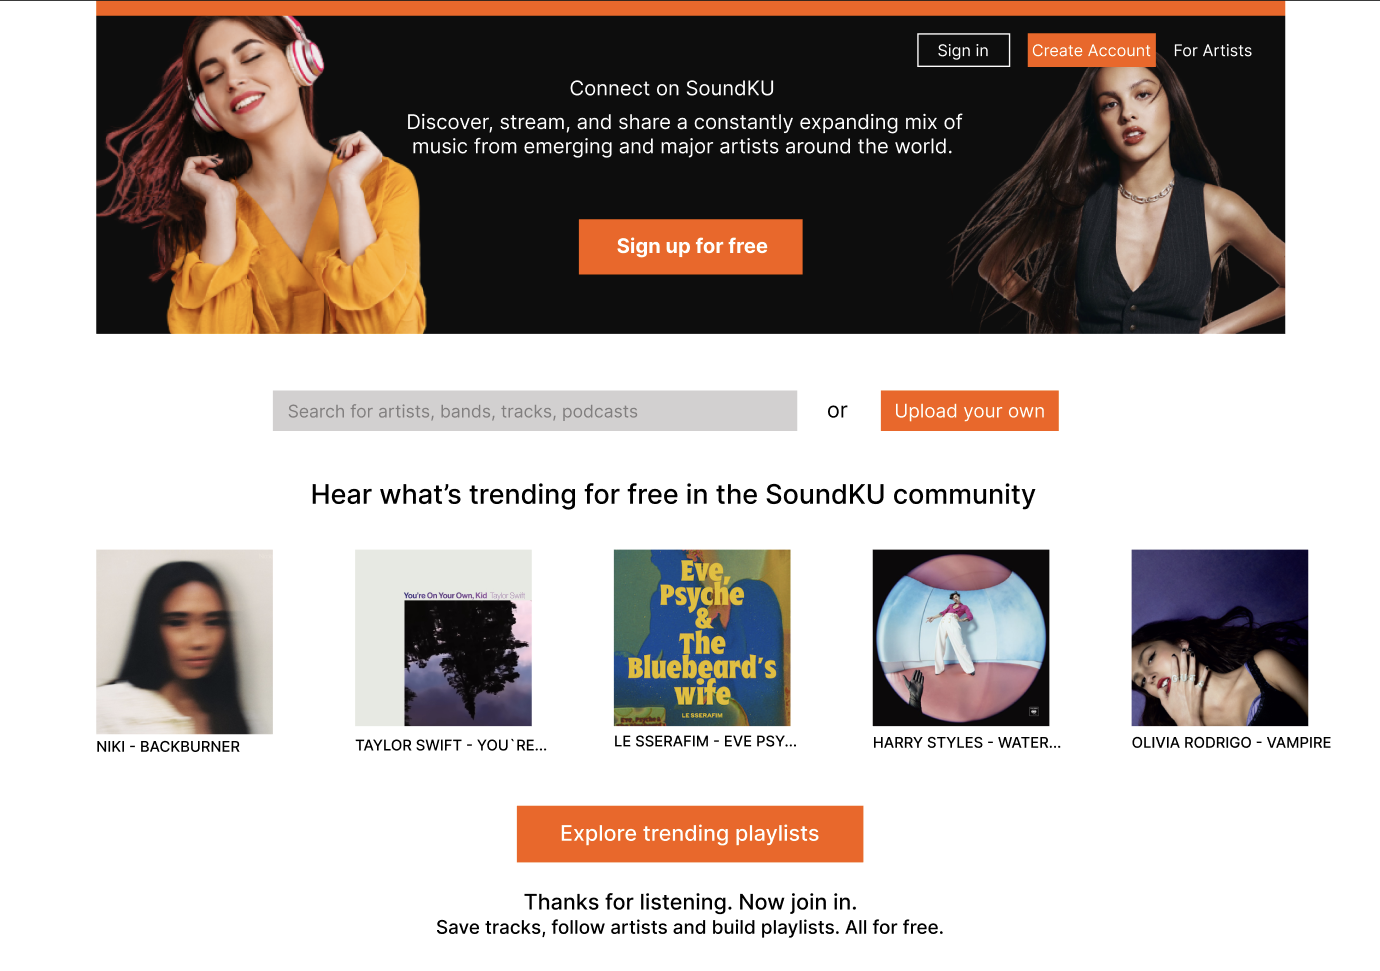 Sign in
Create Account
For Artists
Connect on SoundKU
Discover, stream, and share a constantly expanding mix of
music from emerging and major artists around the world.
Sign up for free
Search for artists, bands, tracks, podcasts
or
Upload your own
Hear what’s trending for free in the SoundKU community
You're On Your Own, Kid Taylor Swift
Eve,
Psyche
&
The
Bluebeard's
wife
LE SSERAFIM
Eve, Psyche
NIKI - BACKBURNER
TAYLOR SWIFT - YOU`RE...
LE SSERAFIM - EVE PSY...
HARRY STYLES - WATER...
OLIVIA RODRIGO - VAMPIRE
Explore trending playlists
Thanks for listening. Now join in.
Save tracks, follow artists and build playlists. All for free.